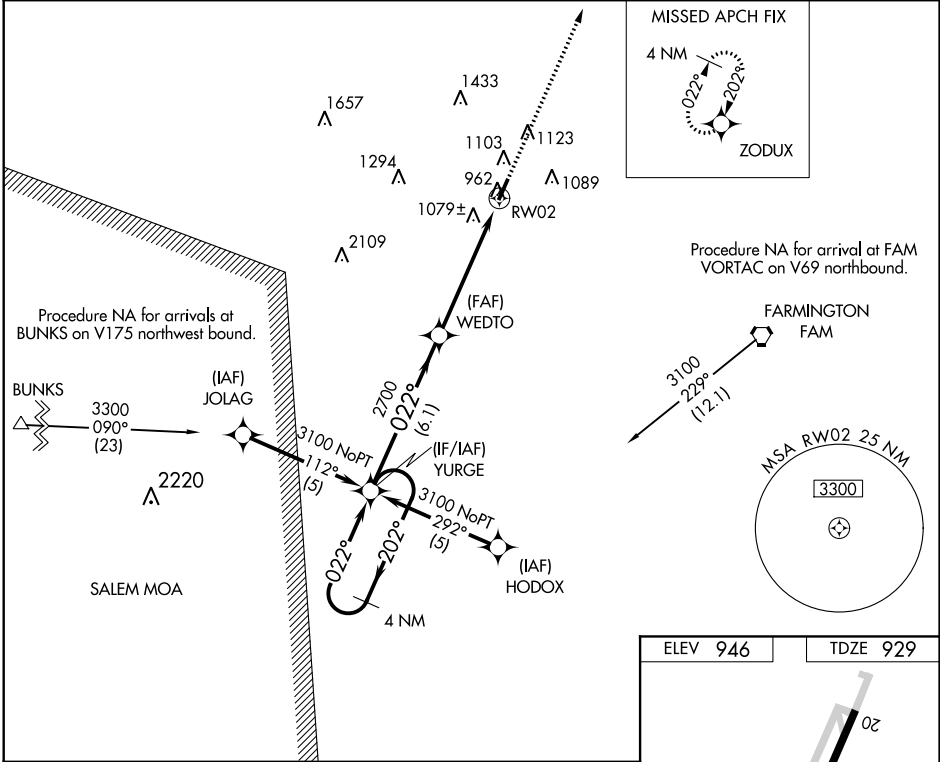 MISSED APCH FIX
4 NM
022°
202°
ZODUX
1433
1657
1123
1103
1294
962
1089
1079±
RW02
2109
Procedure NA for arrival at FAM
VORTAC on V69 northbound.
Procedure NA for arrivals at
BUNKS on V175 northwest bound.
(FAF)
WEDTO
FARMINGTON
FAM
3100
229°
(12.1)
BUNKS
3300
090°
(23)
(IAF)
JOLAG
2700
022°
(6.1)
3100 NoPT
112°
(5)
(IF/IAF)
YURGE
3100 NoPT
292°
(5)
(IAF)
HODOX
022°
202°
4 NM
2220
SALEM MOA
MSA RW02 25 NM
3300
ELEV 946
TDZE 929
20